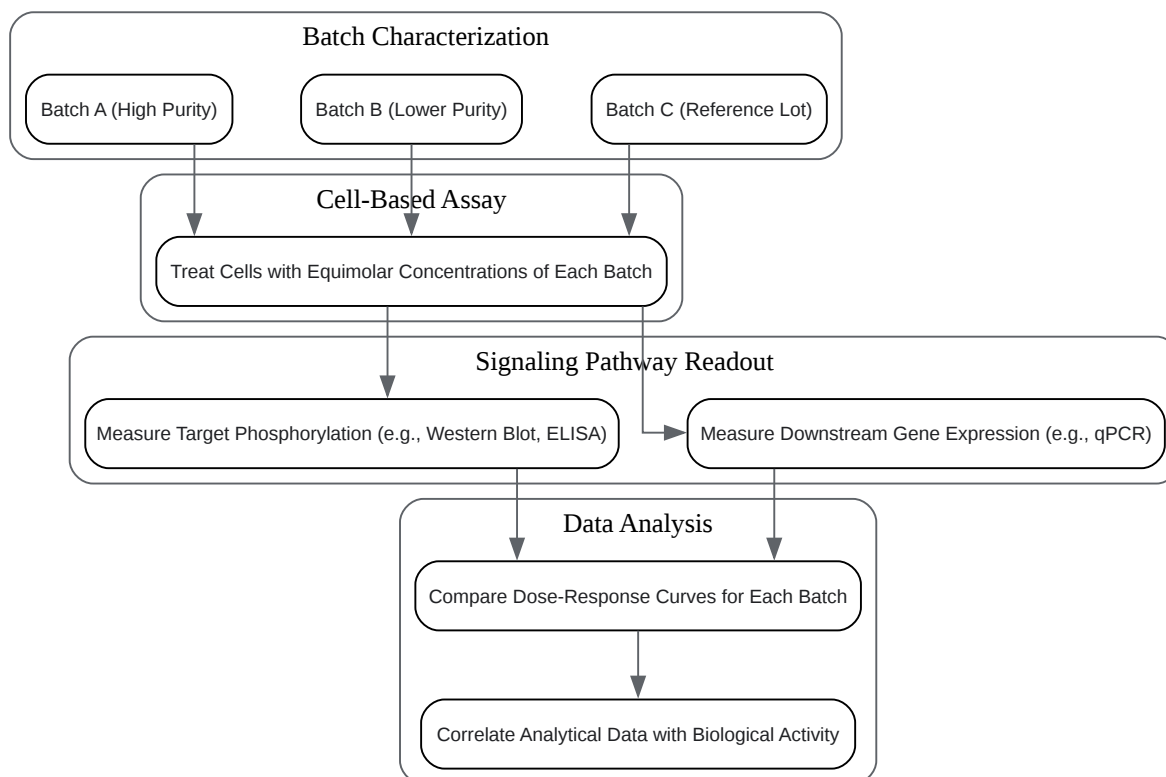 Batch Characterization
Batch A (High Purity)
Batch B (Lower Purity)
Batch C (Reference Lot)
Cell-Based Assay
Treat Cells with Equimolar Concentrations of Each Batch
Signaling Pathway Readout
Measure Target Phosphorylation (e.g., Western Blot, ELISA)
Measure Downstream Gene Expression (e.g., qPCR)
Data Analysis
Compare Dose-Response Curves for Each Batch
Correlate Analytical Data with Biological Activity